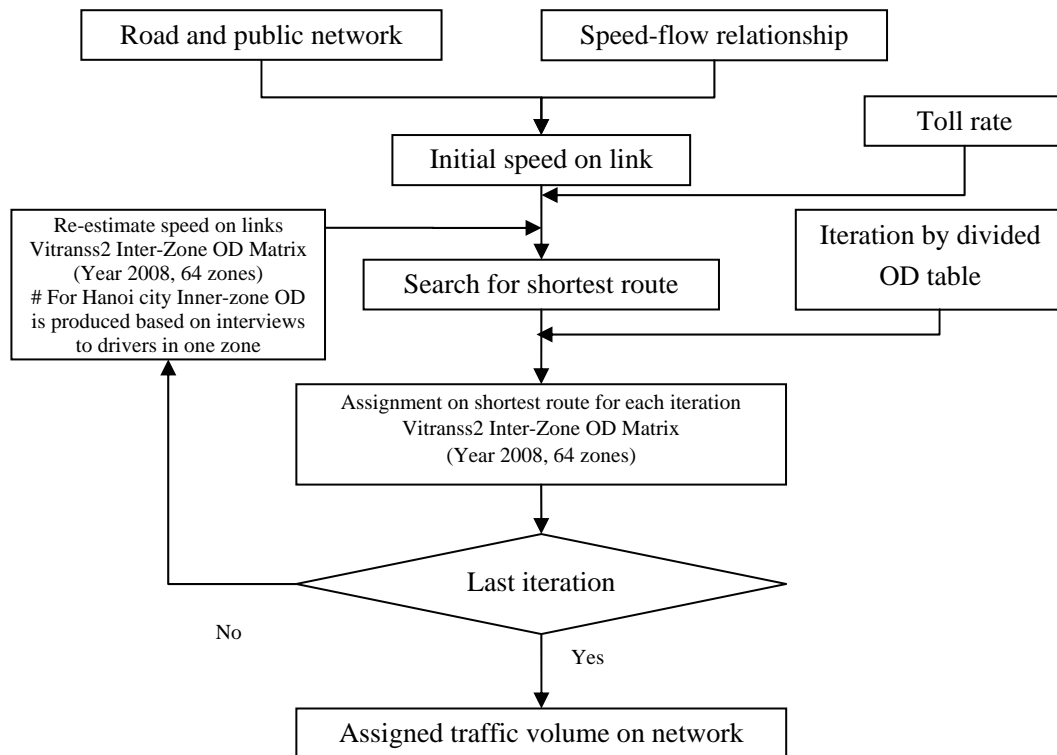 Road and public network
Speed-flow relationship
Toll rate
Initial speed on link
Re-estimate speed on links
Vitranss2 Inter-Zone OD Matrix
(Year 2008, 64 zones)
# For Hanoi city Inner-zone OD
is produced based on interviews
to drivers in one zone
Iteration by divided
OD table
Search for shortest route
Assignment on shortest route for each iteration
Vitranss2 Inter-Zone OD Matrix
(Year 2008, 64 zones)
Last iteration
No
Yes
Assigned traffic volume on network